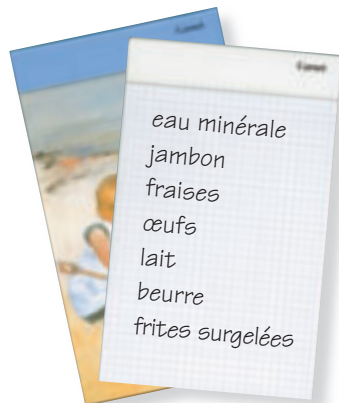 eau minérale
jambon
fraises
œufs
lait
beurre
frites surgelées